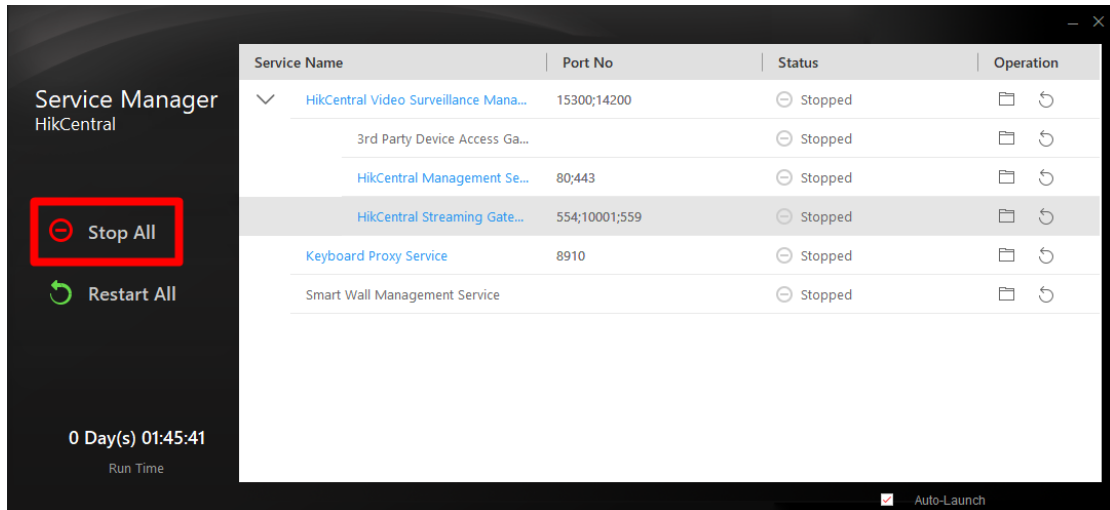 Service Manager
HikCentral
Stop All
Restart All
0 Day(s) 01:45:41
Run Time
Service Name Port No Status Operation
HikCentral Video Surveillance Mana... 15300;14200 Stopped
3rd Party Device Access Ga... Stopped
HikCentral Management Se... 80;443 Stopped
HikCentral Streaming Gate... 554;10001;559 Stopped
Keyboard Proxy Service 8910 Stopped
Smart Wall Management Service Stopped
Auto-Launch